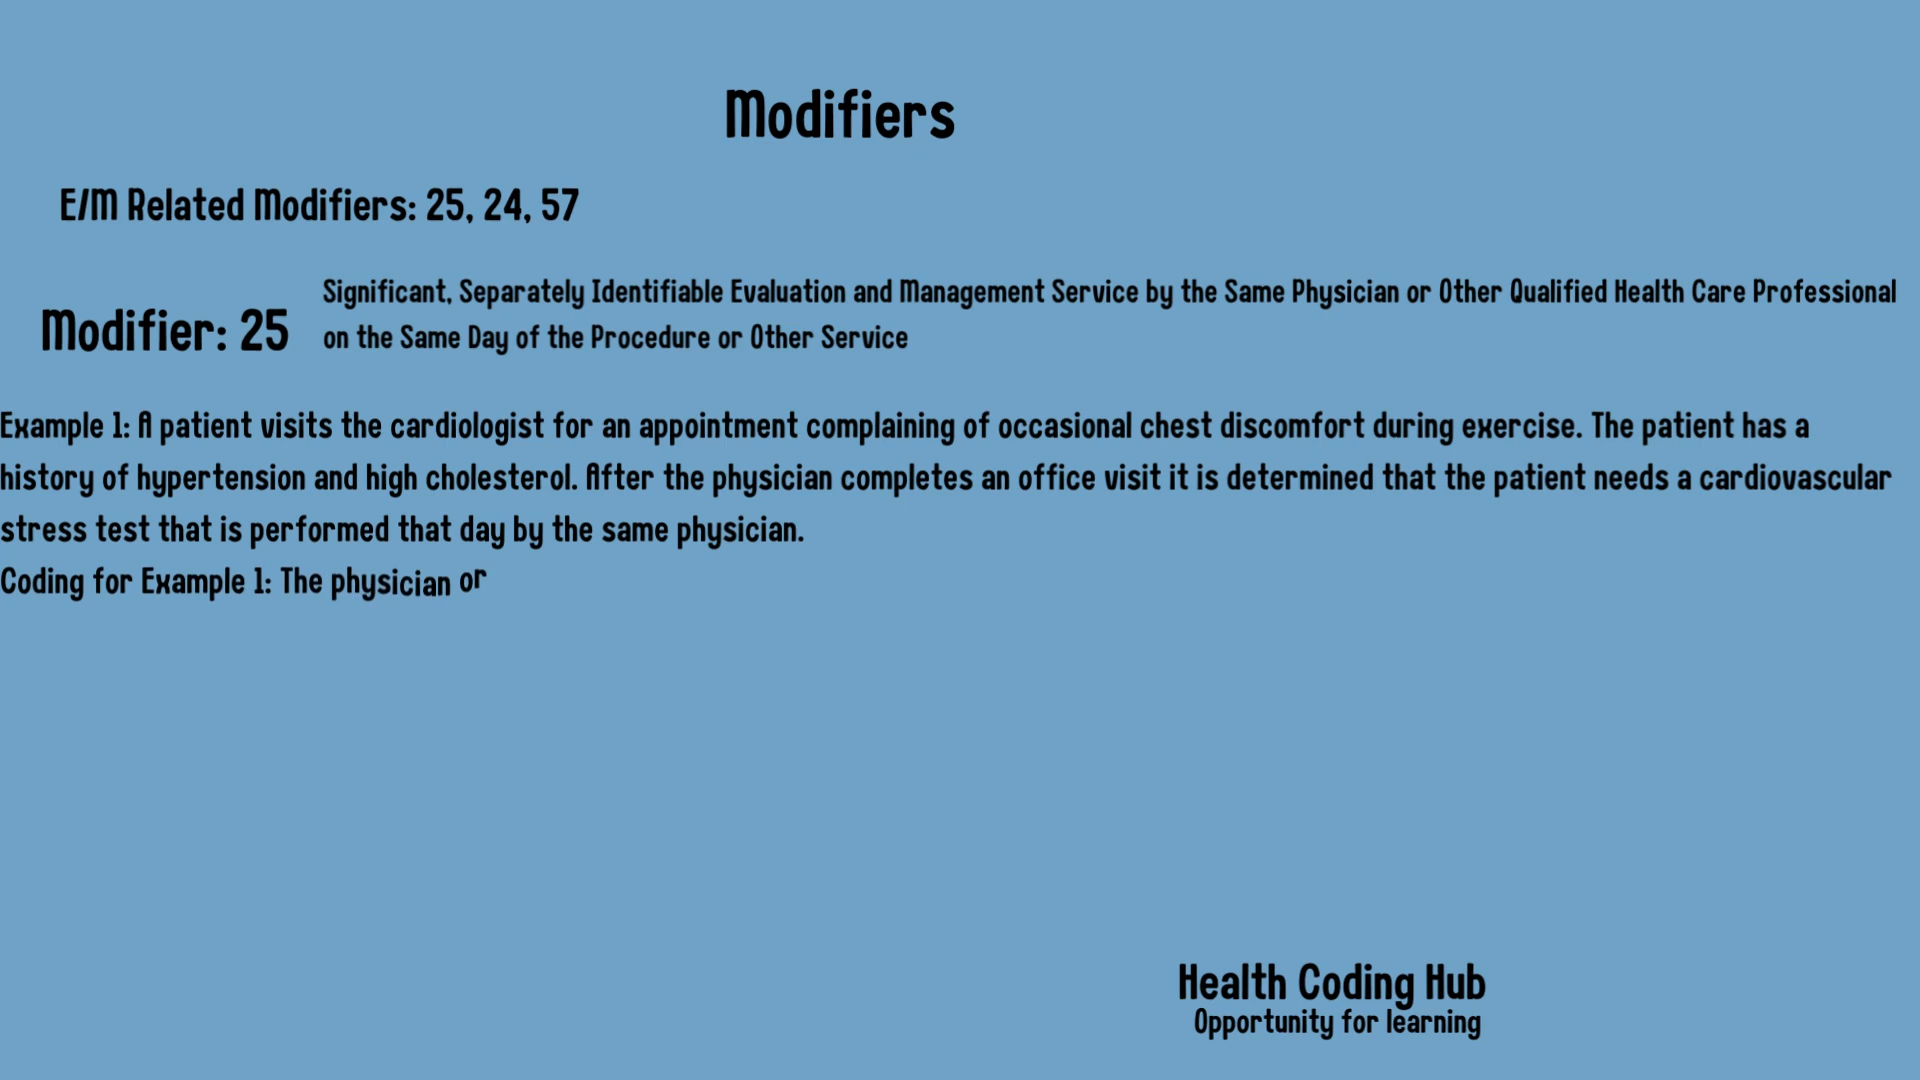 Modifiers
E/M Related Modifiers: 25, 24, 57
Modifier: 25
Significant, Separately Identifiable Evaluation and Management Service by the Same Physician or Other Qualified Health Care Professional
on the Same Day of the Procedure or Other Service
Example 1: A patient visits the cardiologist for an appointment complaining of occasional chest discomfort during exercise. The patient has a
history of hypertension and high cholesterol. After the physician completes an office visit it is determined that the patient needs a cardiovascular
stress test that is performed that day by the same physician.
Coding for Example 1: The physician or
Health Coding Hub
Opportunity for learning